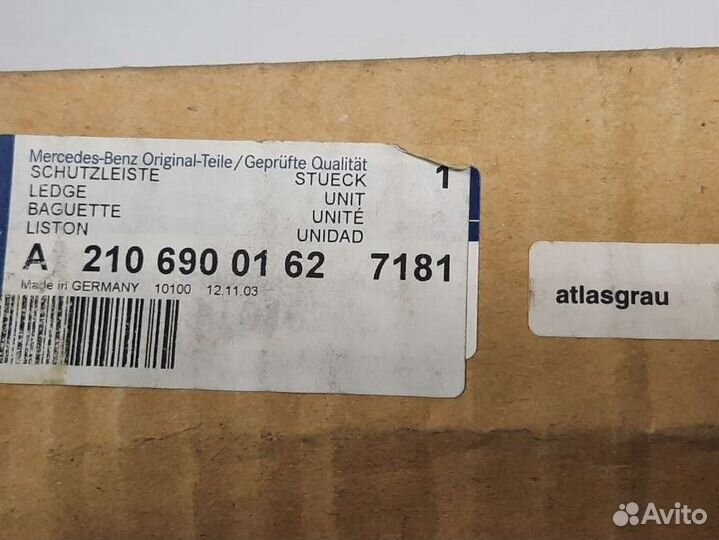 Mercedes-Benz Original-Teile/Geprüfte Qualität
SCHUTZLEISTE STUECK 1
LEDGE UNIT
BAGUETTE UNITÉ
LISTON UNIDAD
A 210 690 01 62 7181
Made in GERMANY 10100 12.11.03
atlasgrau
Avito